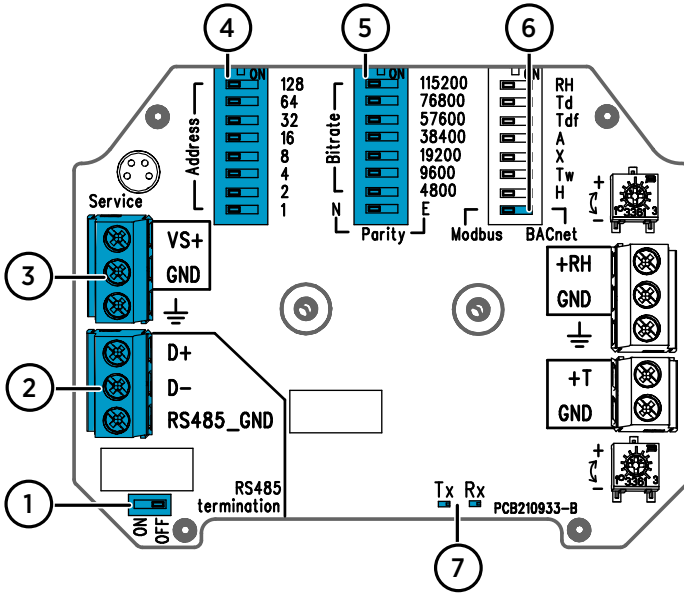 4
5
6
ON
128
64
32
16
8
4
2
1
Address
ON
115200
76800
57600
38400
19200
9600
4800
Bitrate
N
E
Parity
ON
RH
Td
Tdf
A
X
Tw
H
Modbus
BACnet
Service
3
VS+
GND
2
D+
D-
RS485_GND
1
ON
OFF
RS485
termination
Tx
Rx
7
PCB210933-B
+
-
+RH
GND
+T
GND
+
-